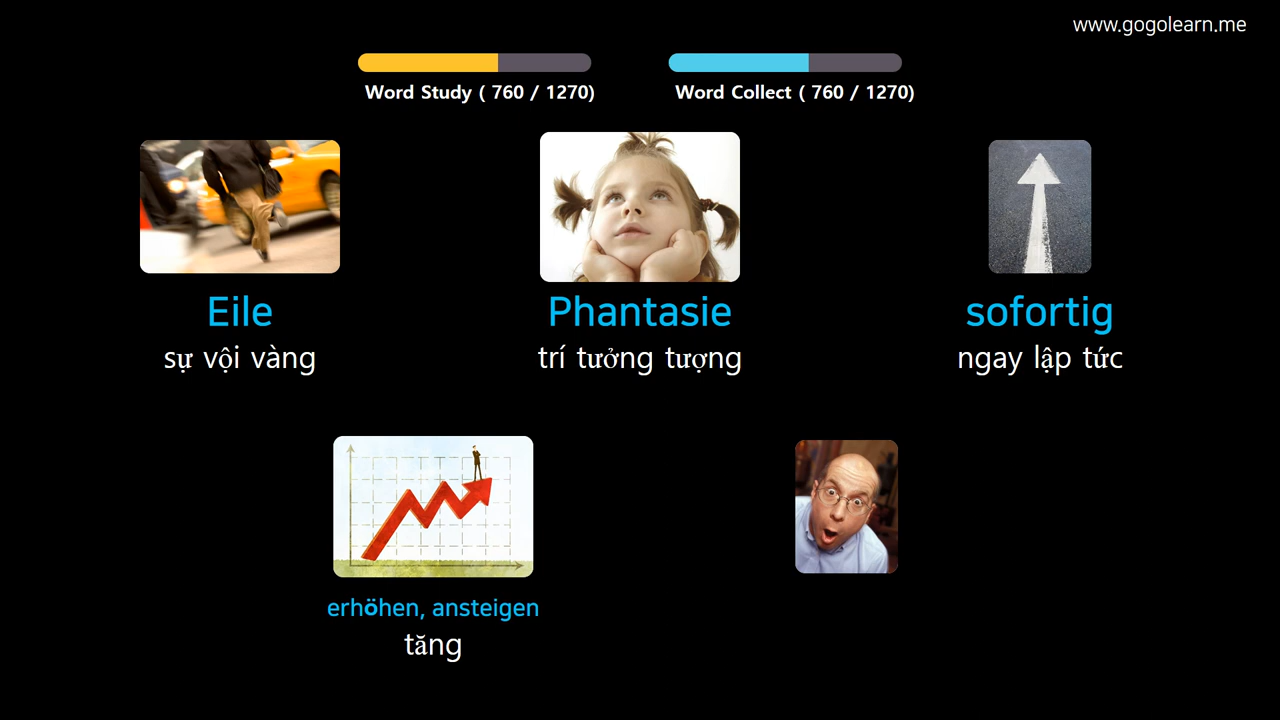 www.gogolearn.me
Word Study ( 760 / 1270)
Word Collect ( 760 / 1270)
Eile
sự vội vàng
Phantasie
trí tưởng tượng
sofortig
ngay lập tức
erhöhen, ansteigen
tăng